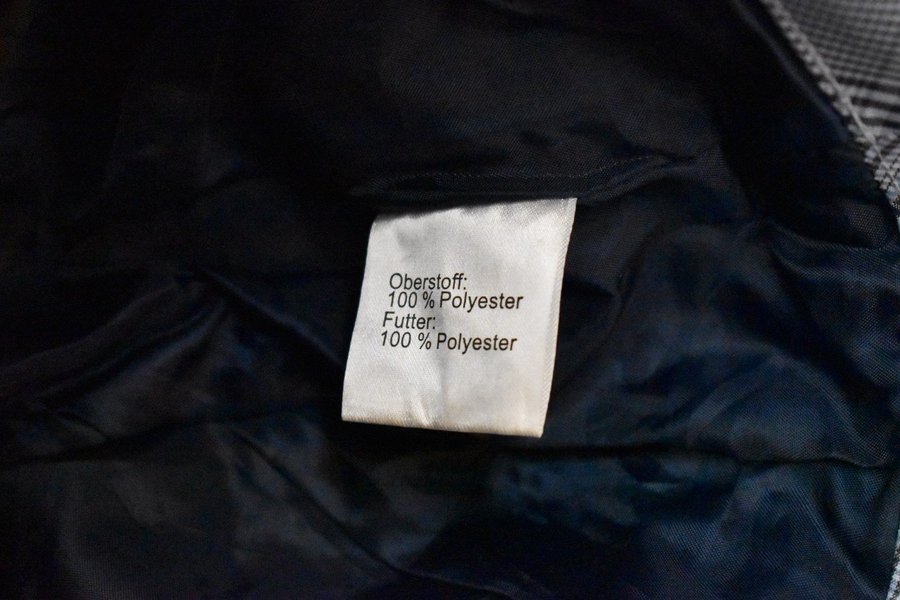 Oberstoff:
100 % Polyester
Futter:
100 % Polyester